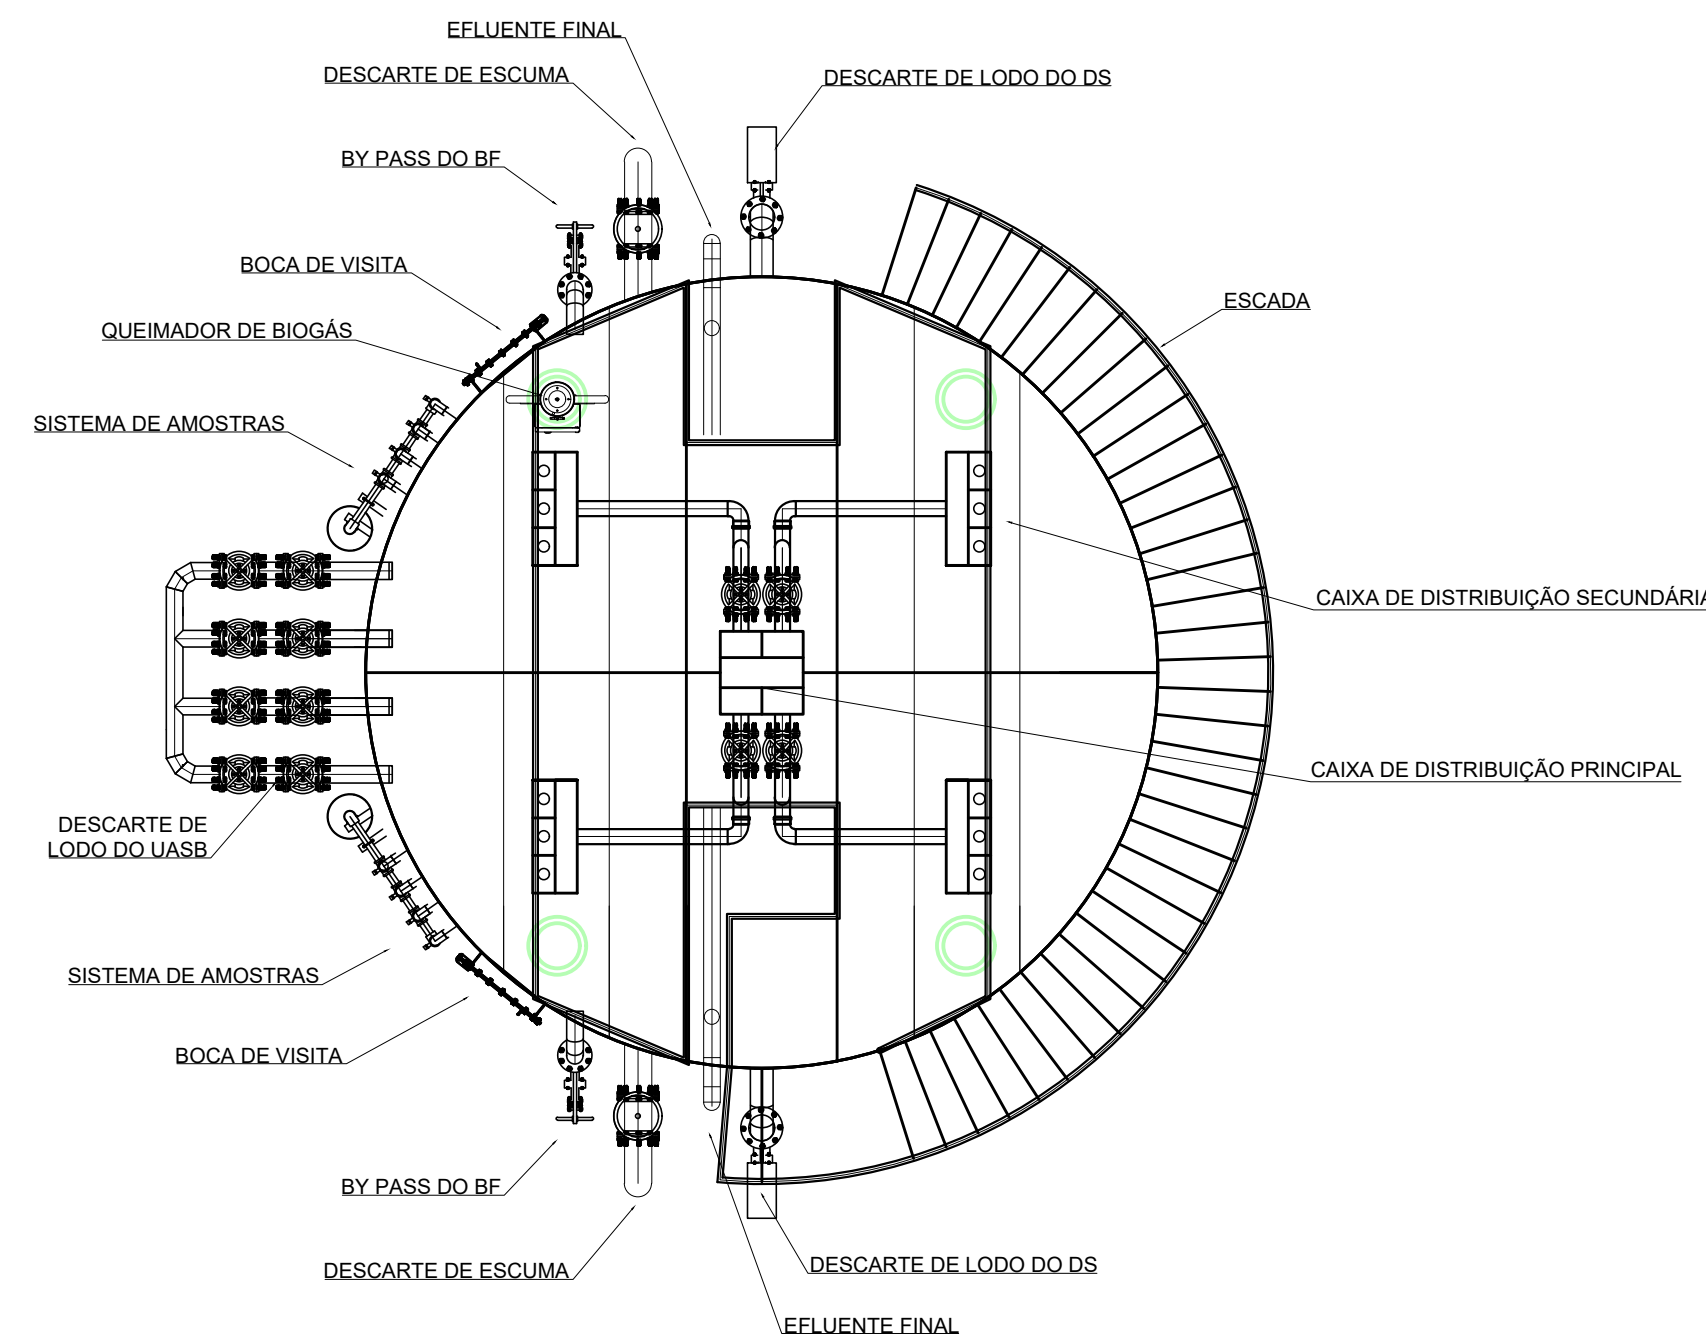 EFLUENTE FINAL
DESCARTE DE ESCUMA
DESCARTE DE LODO DO DS
BY PASS DO BF
BOCA DE VISITA
ESCADA
QUEIMADOR DE BIOGÁS
SISTEMA DE AMOSTRAS
CAIXA DE DISTRIBUIÇÃO SECUNDÁRIA
CAIXA DE DISTRIBUIÇÃO PRINCIPAL
DESCARTE DE
LODO DO UASB
SISTEMA DE AMOSTRAS
BOCA DE VISITA
BY PASS DO BF
DESCARTE DE ESCUMA
DESCARTE DE LODO DO DS
EFLUENTE FINAL